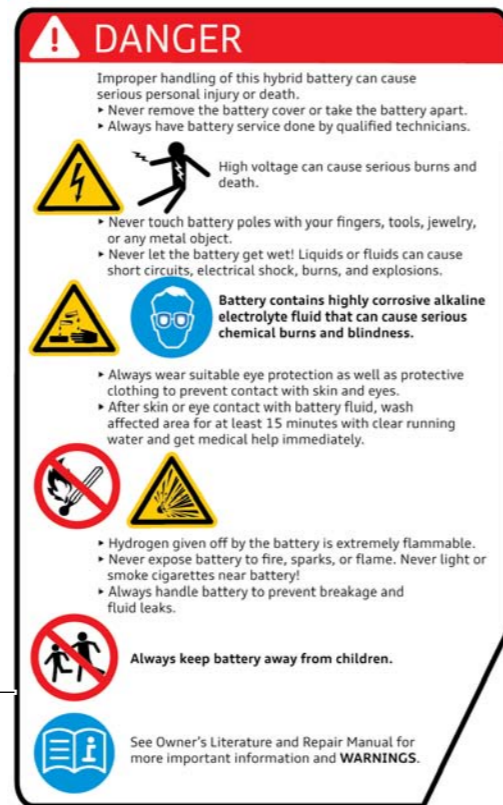 DANGER
Improper handling of this hybrid battery can cause
serious personal injury or death.
‣ Never remove the battery cover or take the battery apart.
‣ Always have battery service done by qualified technicians.
High voltage can cause serious burns and
death.
‣ Never touch battery poles with your fingers, tools, jewelry,
or any metal object.
‣ Never let the battery get wet! Liquids or fluids can cause
short circuits, electrical shock, burns, and explosions.
Battery contains highly corrosive alkaline
electrolyte fluid that can cause serious
chemical burns and blindness.
‣ Always wear suitable eye protection as well as protective
clothing to prevent contact with skin and eyes.
‣ After skin or eye contact with battery fluid, wash
affected area for at least 15 minutes with clear running
water and get medical help immediately.
‣ Hydrogen given off by the battery is extremely flammable.
‣ Never expose battery to fire, sparks, or flame. Never light or
smoke cigarettes near battery!
‣ Always handle battery to prevent breakage and
fluid leaks.
Always keep battery away from children.
See Owner's Literature and Repair Manual for
more important information and WARNINGS.